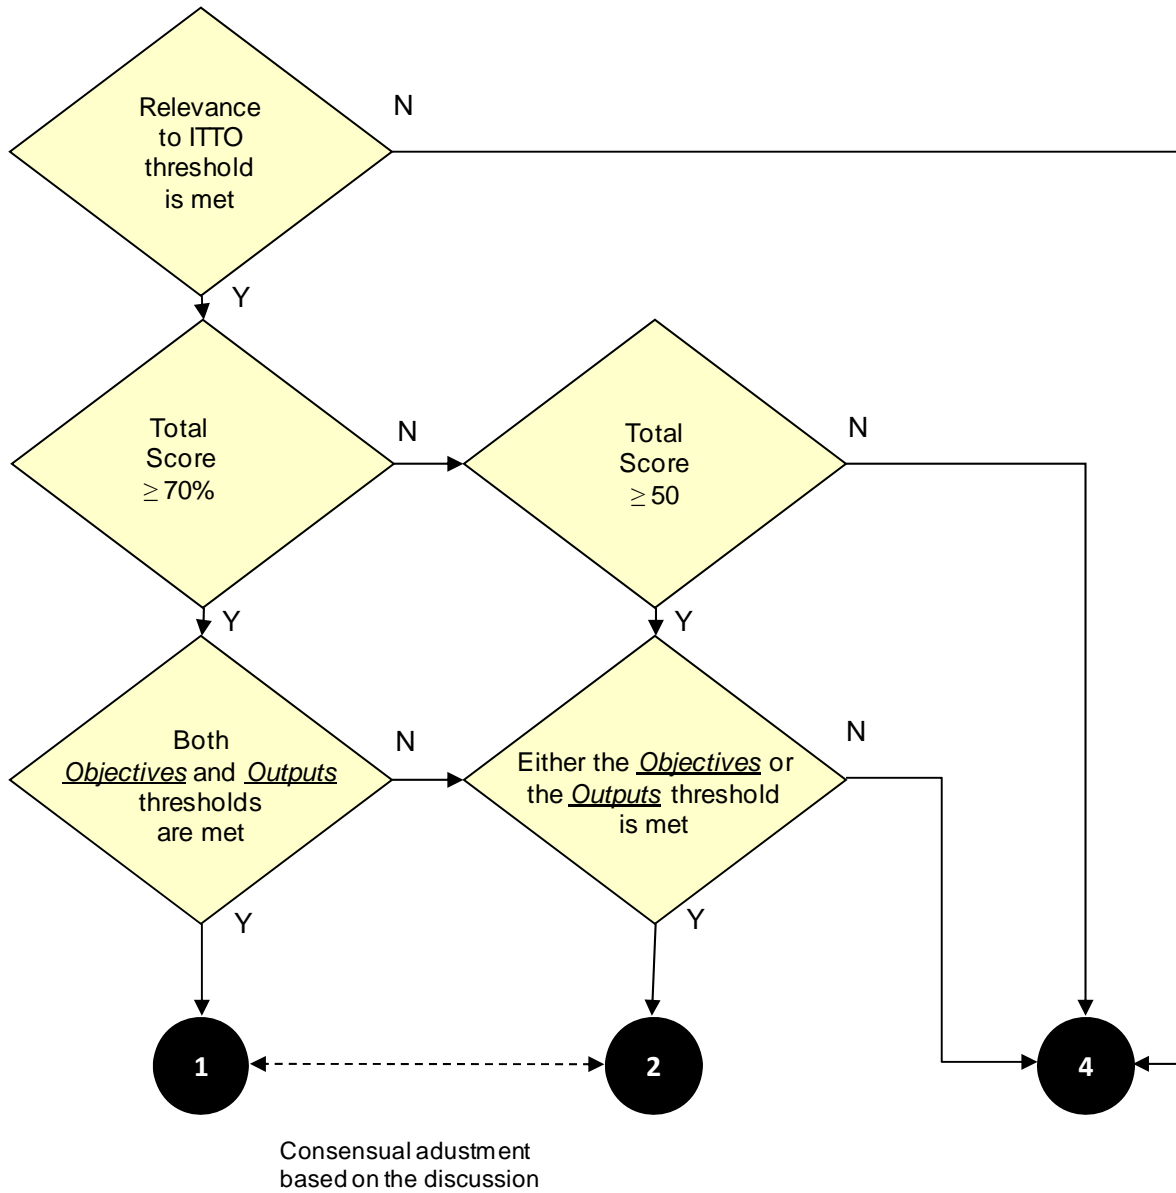 Relevance
to ITTO
threshold
is met
N
Y
Total
Score
≥ 70%
N
Total
Score
≥ 50
N
Y
Y
Both
Objectives and Outputs
thresholds
are met
N
Either the Objectives or
the Outputs threshold
is met
N
Y
Y
1
2
4
Consensual adustment
based on the discussion